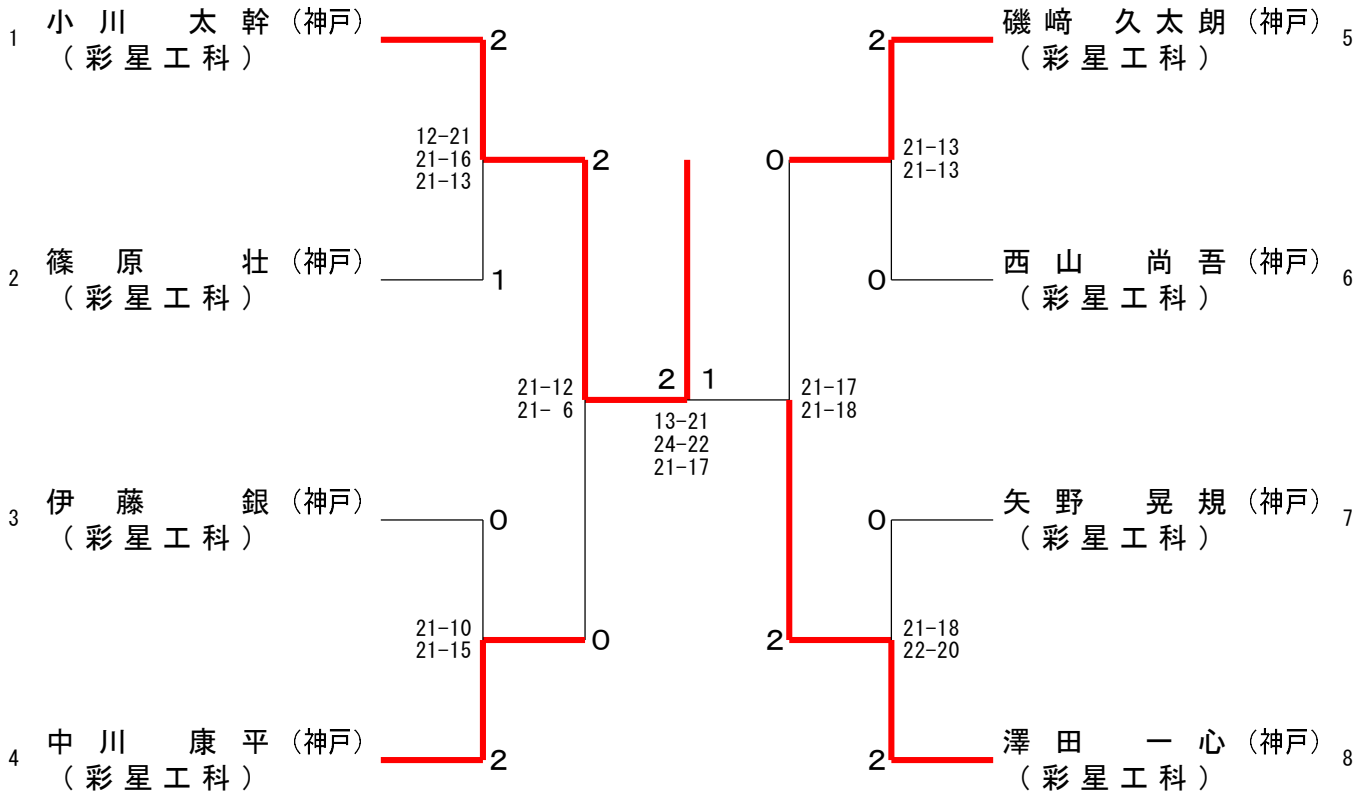 1 小川 太幹 (神戸)
(彩星工科)
2
12-21
21-16
21-13
2
2 篠原 壮 (神戸)
(彩星工科)
1
21-12
21- 6
3 伊藤 銀 (神戸)
(彩星工科)
0
21-10
21-15
0
4 中川 康平 (神戸)
(彩星工科)
2
2 1
13-21
24-22
21-17
磯﨑 久太朗 (神戸) 5
(彩星工科)
2
0
21-13
21-13
西山 尚吾 (神戸) 6
(彩星工科)
0
21-17
21-18
矢野 晃規 (神戸) 7
(彩星工科)
0
2
21-18
22-20
澤田 一心 (神戸) 8
(彩星工科)
2